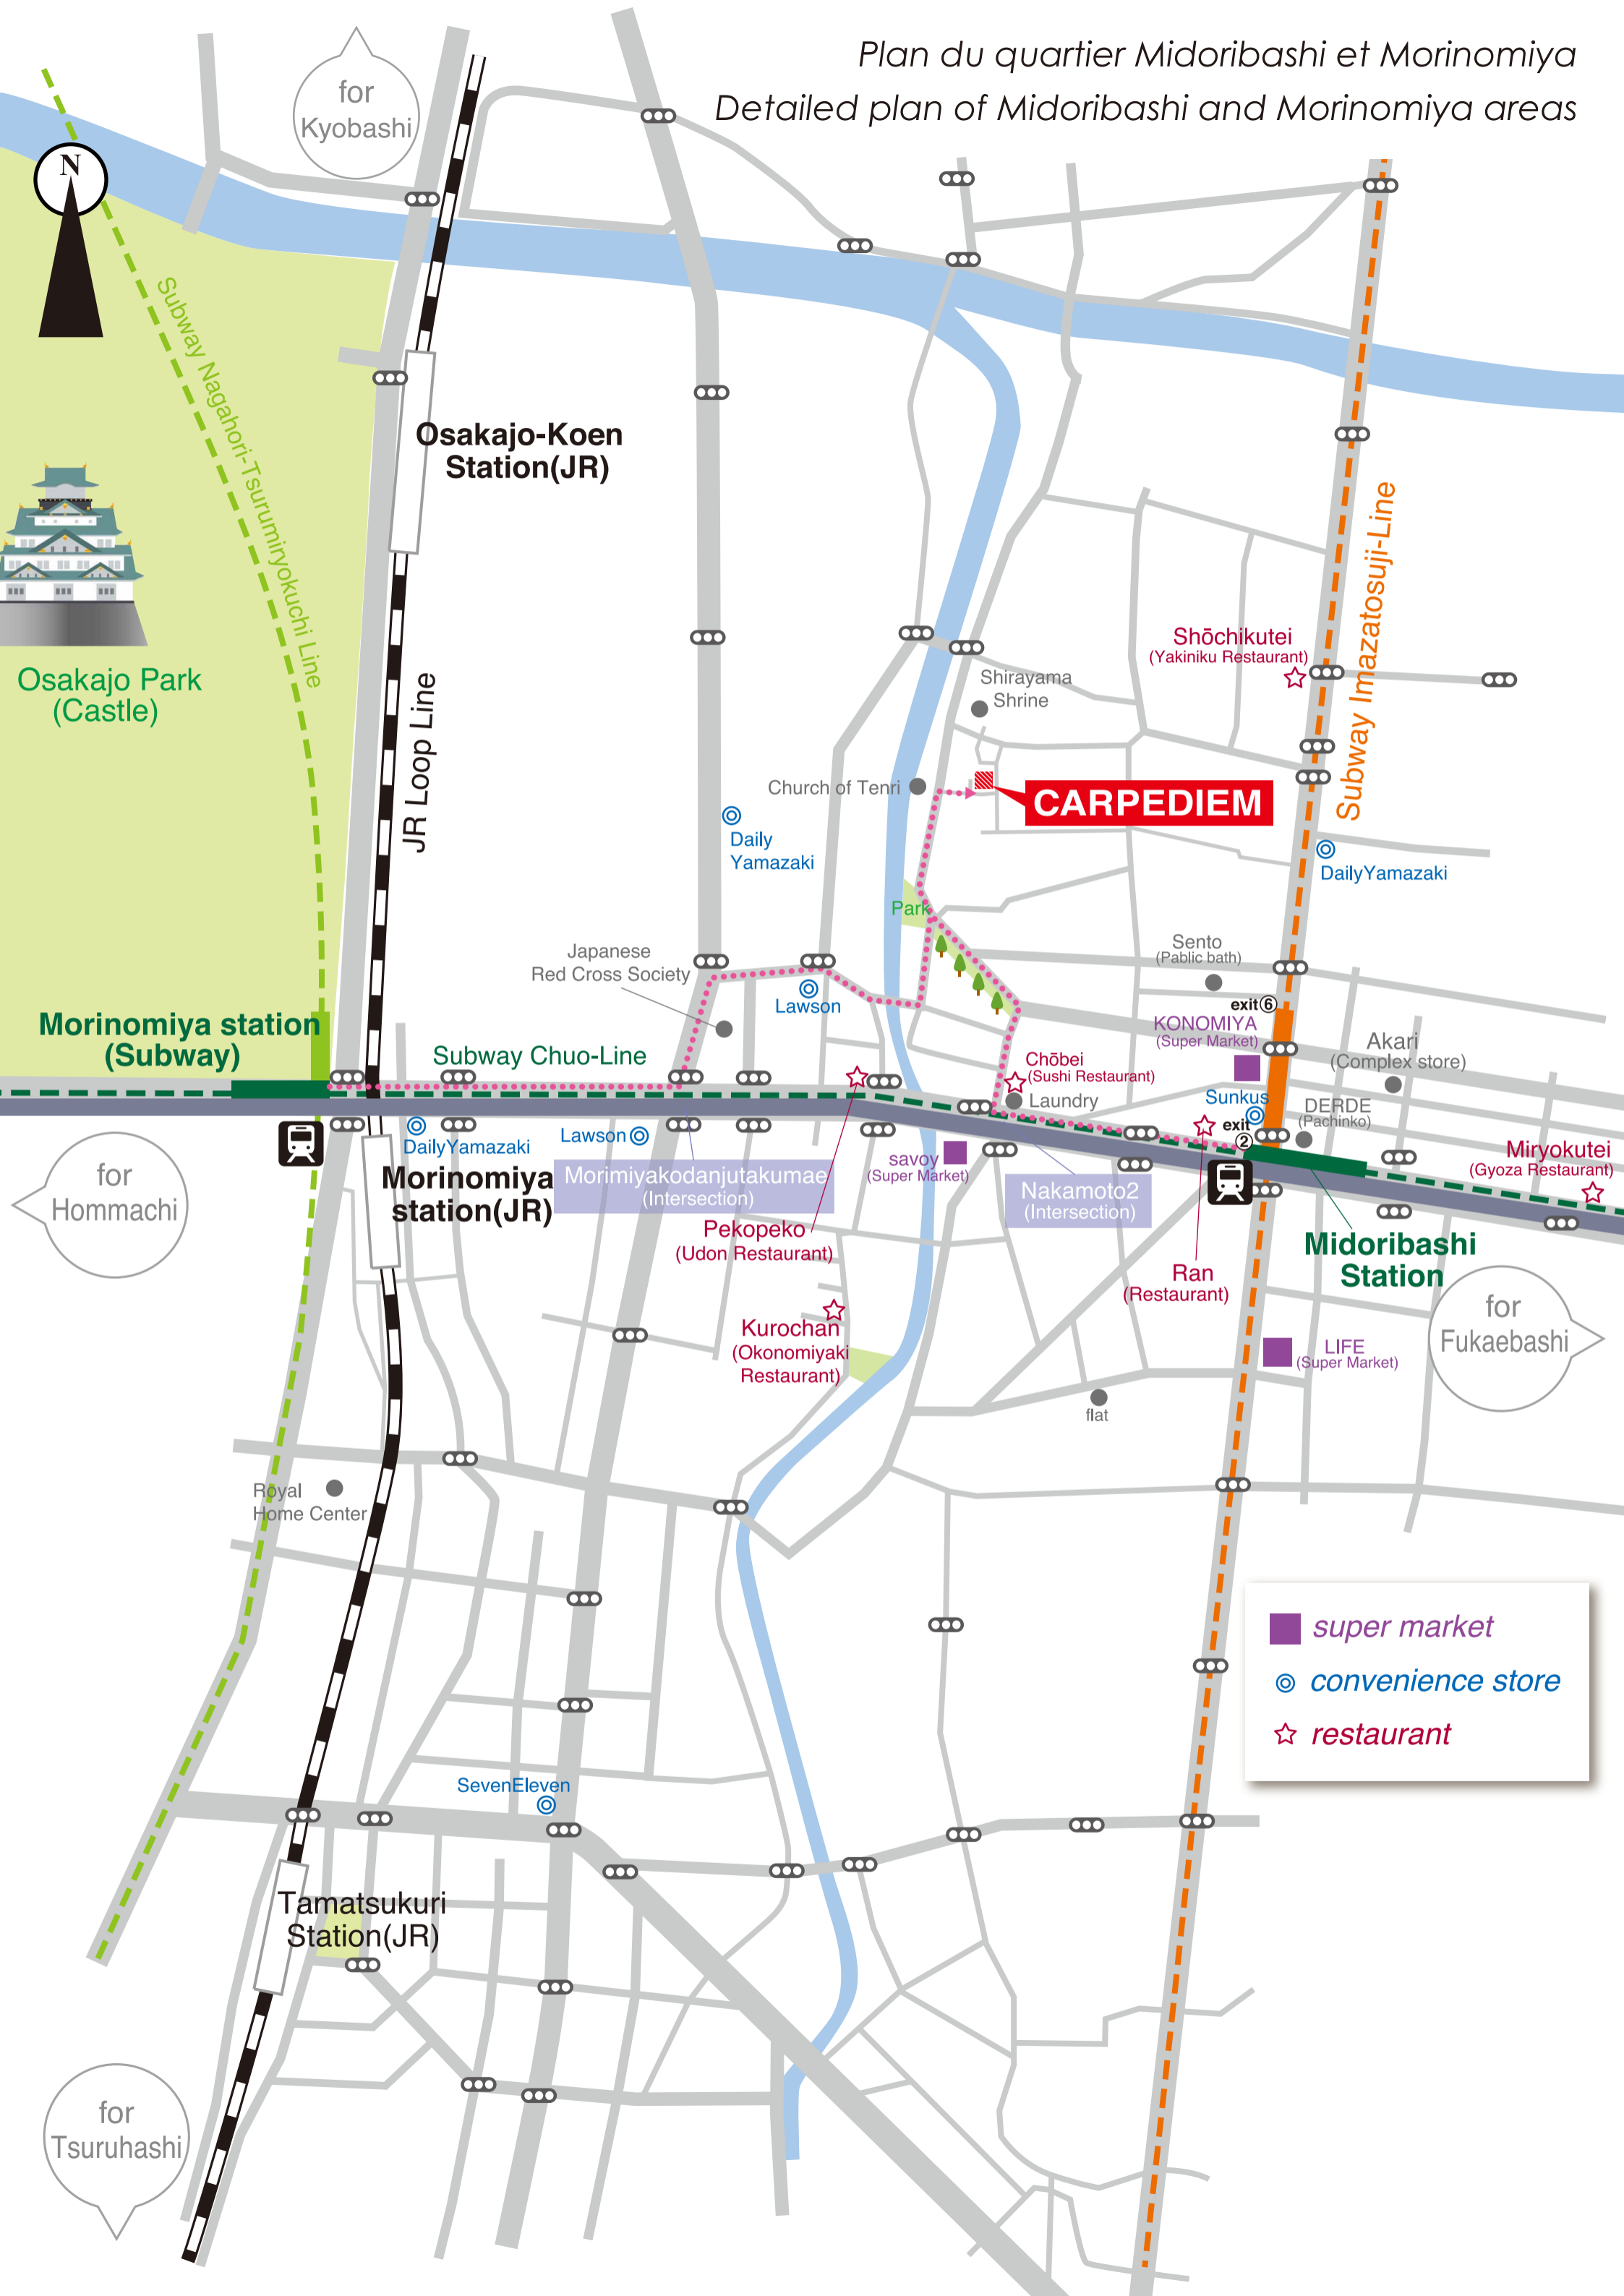 Plan du quartier Midoribashi et Morinomiya
Detailed plan of Midoribashi and Morinomiya areas
for
Kyobashi
N
Subway Nagahori-Tsurumiryokuchi Line
Osakajo-Koen
Station(JR)
Subway Imazatosuji-Line
Shōchikutei
(Yakiniku Restaurant)
Osakajo Park
(Castle)
JR Loop Line
Shirayama
Shrine
Church of Tenri
CARPEDIEM
Daily
Yamazaki
DailyYamazaki
Park
Japanese
Red Cross Society
Lawson
Sento
(Pablic bath)
exit⑥
KONOMIYA
(Super Market)
Morinomiya station
(Subway)
Subway Chuo-Line
Chōbei
(Sushi Restaurant)
Laundry
Akari
(Complex store)
Sunkus
DERDE
(Pachinko)
exit
②
DailyYamazaki
Lawson
savoy
(Super Market)
Miryokutei
(Gyoza Restaurant)
for
Hommachi
Morinomiya
station(JR)
Morimiyakodanjutakumae
(Intersection)
Nakamoto2
(Intersection)
Pekopeko
(Udon Restaurant)
Midoribashi
Station
Ran
(Restaurant)
for
Fukaebashi
Kurochan
(Okonomiyaki
Restaurant)
LIFE
(Super Market)
flat
Royal
Home Center
super market
convenience store
restaurant
SevenEleven
Tamatsukuri
Station(JR)
for
Tsuruhashi